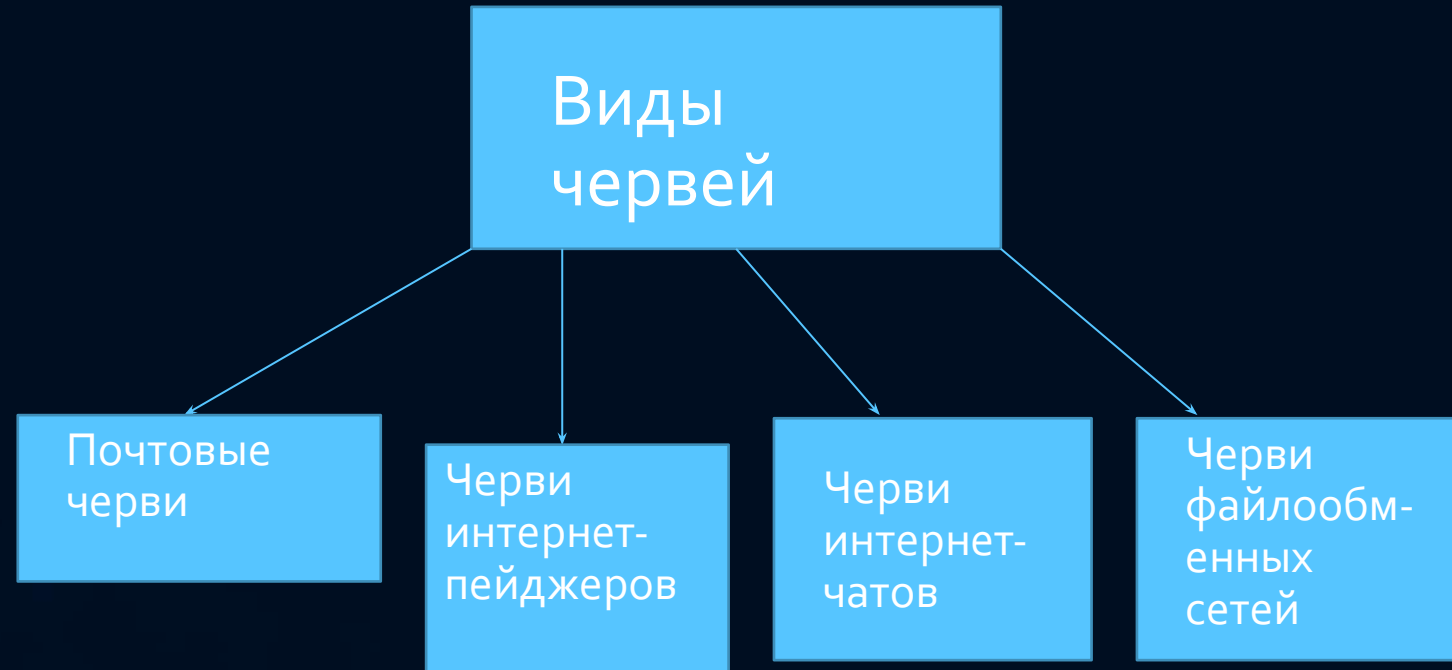 Виды
червей
Почтовые
черви
Черви
интернет-
пейджеров
Черви
интернет-
чатов
Черви
файлообм-
енных
сетей